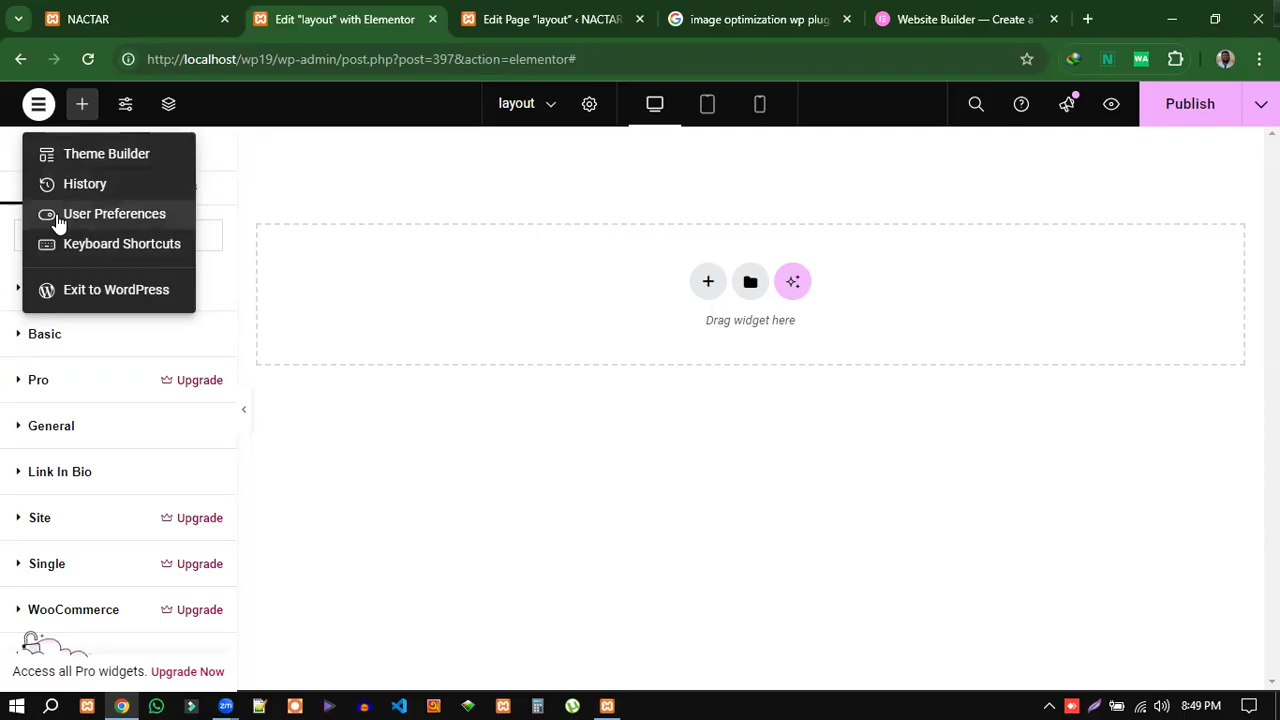 NACTAR
Edit "layout" with Elementor
Edit Page "layout" ‹ NACTAR
image optimization wp plug
Website Builder — Create a
http://localhost/wp19/wp-admin/post.php?post=397&action=elementor#
N
WA
layout
Publish
Theme Builder
History
User Preferences
Keyboard Shortcuts
Exit to WordPress
Basic
Pro
Upgrade
General
Link In Bio
Site
Upgrade
Single
Upgrade
WooCommerce
Upgrade
Access all Pro widgets. Upgrade Now
Drag widget here
zm
8:49 PM